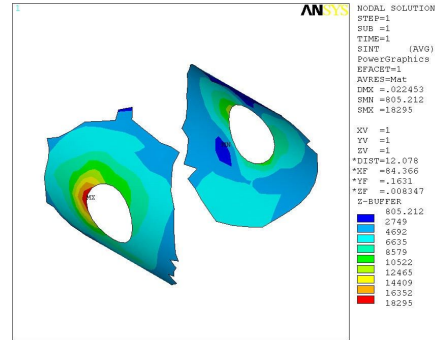 1
ANSYS
NODAL SOLUTION
STEP=1
SUB =1
TIME=1
SINT (AVG)
PowerGraphics
EFACET=1
AVRES=Mat
DMX =.022453
SMN =805.212
SMX =18295
XV =1
YV =1
ZV =1
*DIST=12.078
*XF =84.366
*YF =.1631
*ZF =.008347
Z-BUFFER
805.212
2749
4692
6635
8579
10522
12465
14409
16352
18295
MX